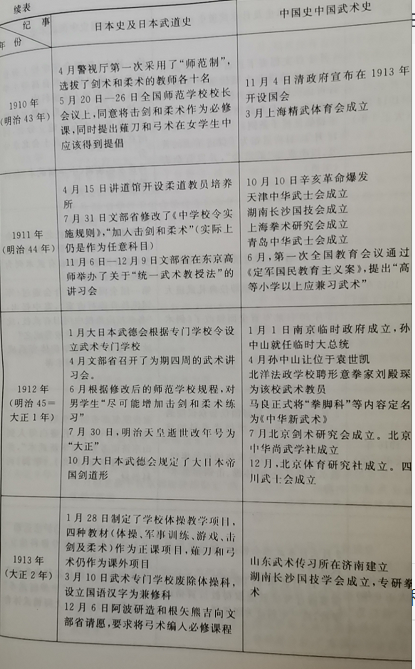 续表
纪 事
年 份
日本史及日本武道史
中国史中国武术史
1910 年
(明治 43 年)
4月警视厅第一次采用了“师范制”,
选拔了剑术和柔术的教师各十名
5 月 20 日—26 日全国师范学校校长
会议上,同意将击剑和柔术作为必修
课,同时提出薙刀和弓术在女学生中
应该得到提倡
11 月 4 日清政府宣布在 1913 年
开设国会
3 月上海精武体育会成立
1911 年
(明治 44 年)
4 月 15 日讲道馆开设柔道教员培养
所
7 月 31 日文部省修改了《中学校令实
施规则》,“加入击剑和柔术”(实际上
仍是作为任意科目)
11月6日—12月9日文部省在东京高
师举办了关于“统一武术教授法”的
讲习会
10 月 10 日辛亥革命爆发
天津中华武士会成立
湖南长沙国技会成立
上海拳术研究会成立
青岛中华武士会成立
6 月,第一次全国教育会议通过
《定军国民教育主义案》,提出“高
等小学以上应兼习武术”
1912 年
(明治 45=
大正 1 年)
1月大日本武德会根据专门学校令设
立武术专门学校
4月文部省召开了为期四周的武术讲
习会。
6月根据修改后的师范学校规程,对
男学生“尽可能增加击剑和柔术练
习”
7 月 30 日,明治天皇逝世改年号为
“大正”
10月大日本武德会规定了大日本帝
国剑道形
1 月 1 日南京临时政府成立,孙
中山就任临时大总统
4 月孙中山让位于袁世凯
北洋法政学校聘形意拳家刘殿琛
为该校武术教员
马良正式将“拳脚科”等内容定名
为《中华新武术》
7 月北京剑术研究会成立。北京
中华尚武学社成立
12月,北京体育研究社成立。四
川武士会成立
1913 年
(大正 2 年)
1 月 28 日制定了学校体操教学项目,
四种教材(体操、军事训练、游戏、击
剑及柔术)作为正课项目,薙刀和弓
术仍作为课外项目
3 月 10 日武术专门学校废除体操科,
设立国语汉字为兼修科
12 月 6 日阿波研造和根矢熊吉向文
部省请愿,要求将弓术编入必修课程
山东武术传习所在济南建立
湖南长沙国技学会成立,专研拳
术